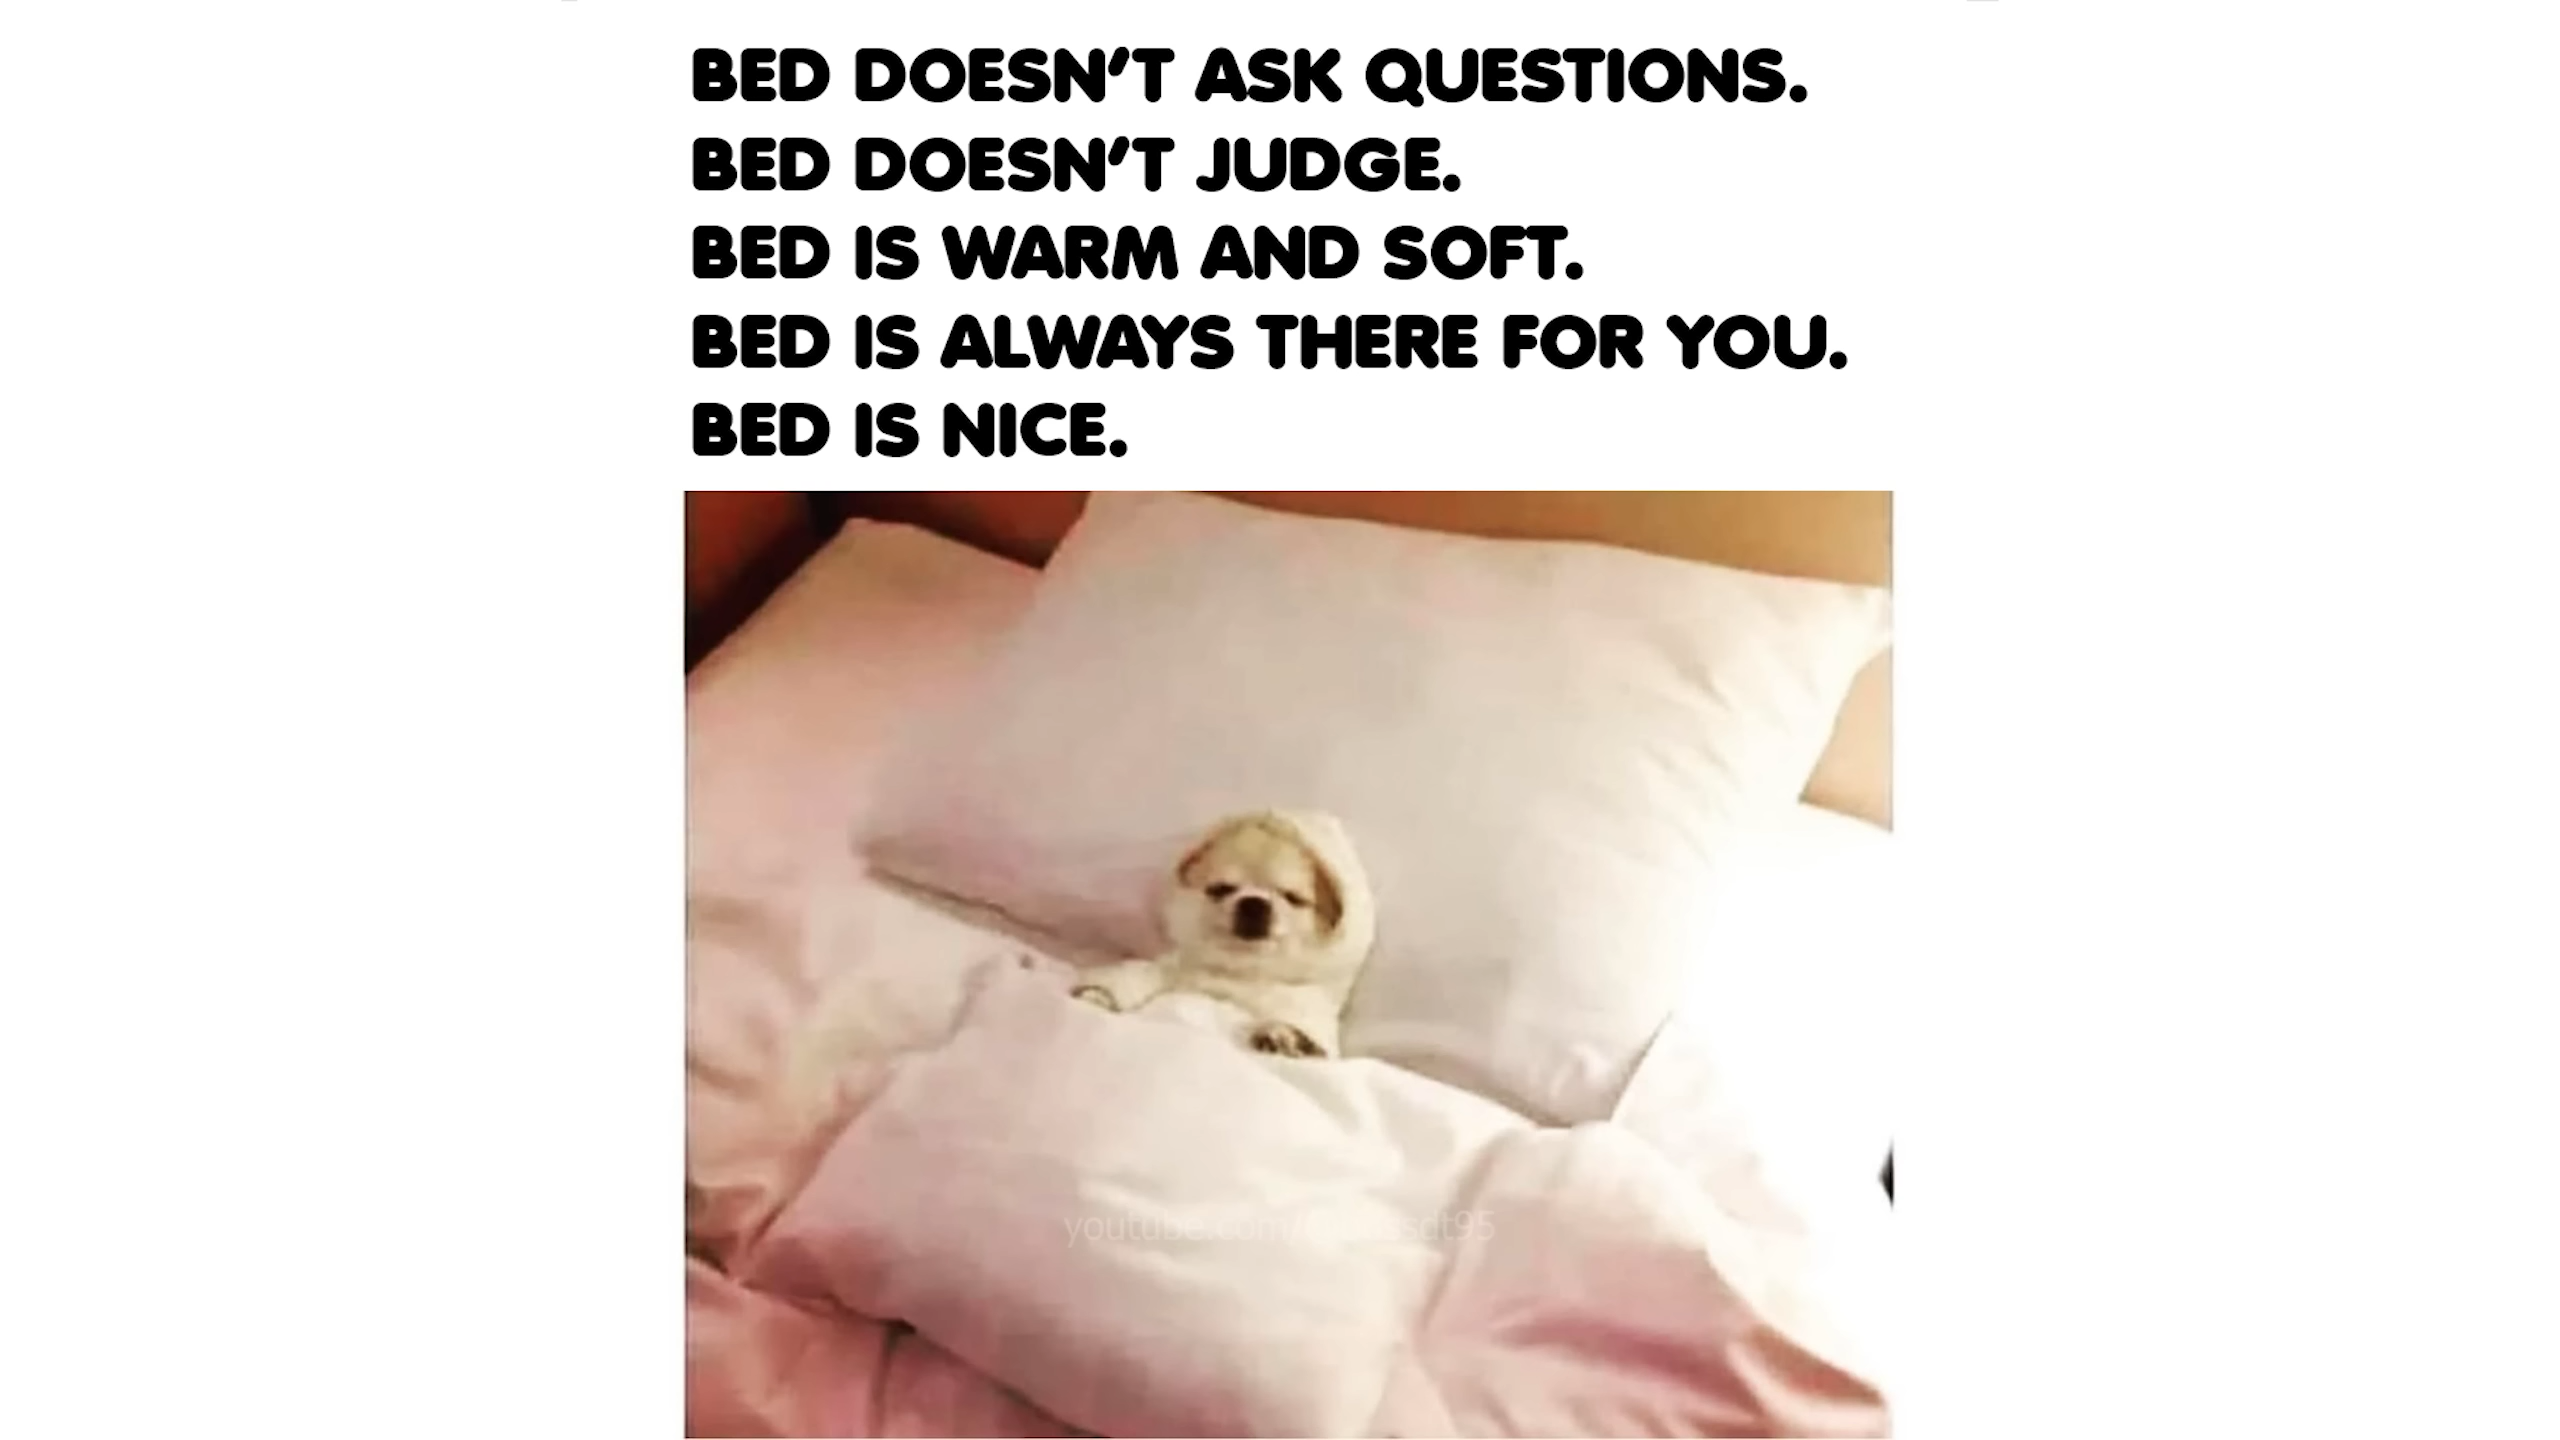 BED DOESN'T ASK QUESTIONS.
BED DOESN'T JUDGE.
BED IS WARM AND SOFT.
BED IS ALWAYS THERE FOR YOU.
BED IS NICE.